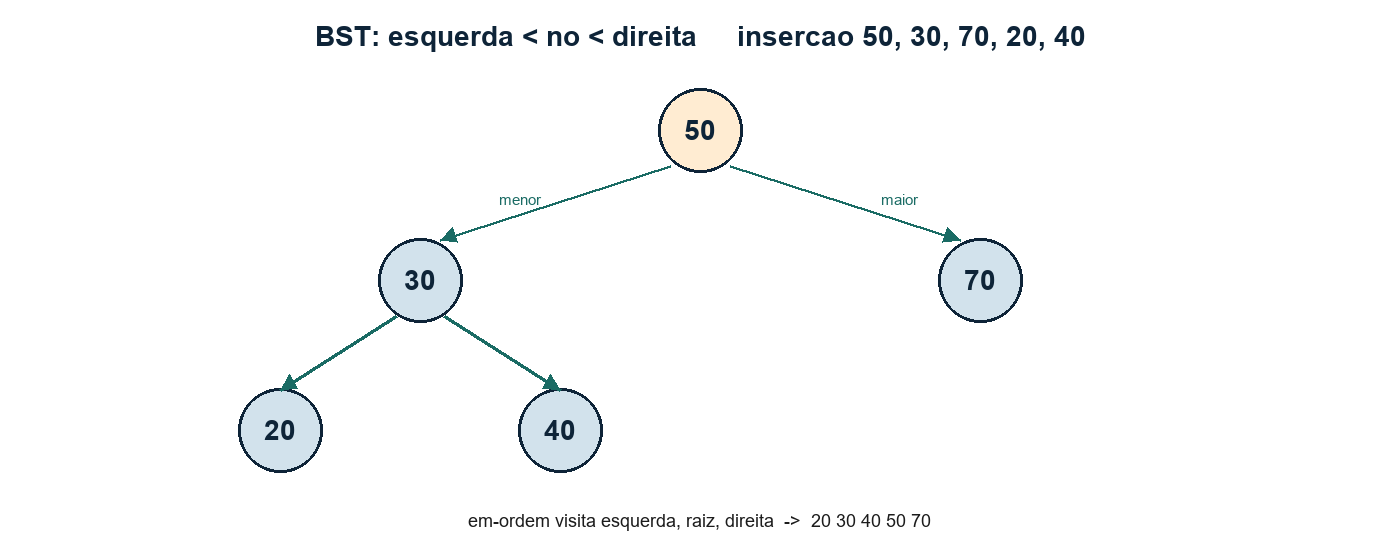 BST: esquerda < no < direita     insercao 50, 30, 70, 20, 40
50
menor
maior
30
70
20
40
em-ordem visita esquerda, raiz, direita  ->  20 30 40 50 70